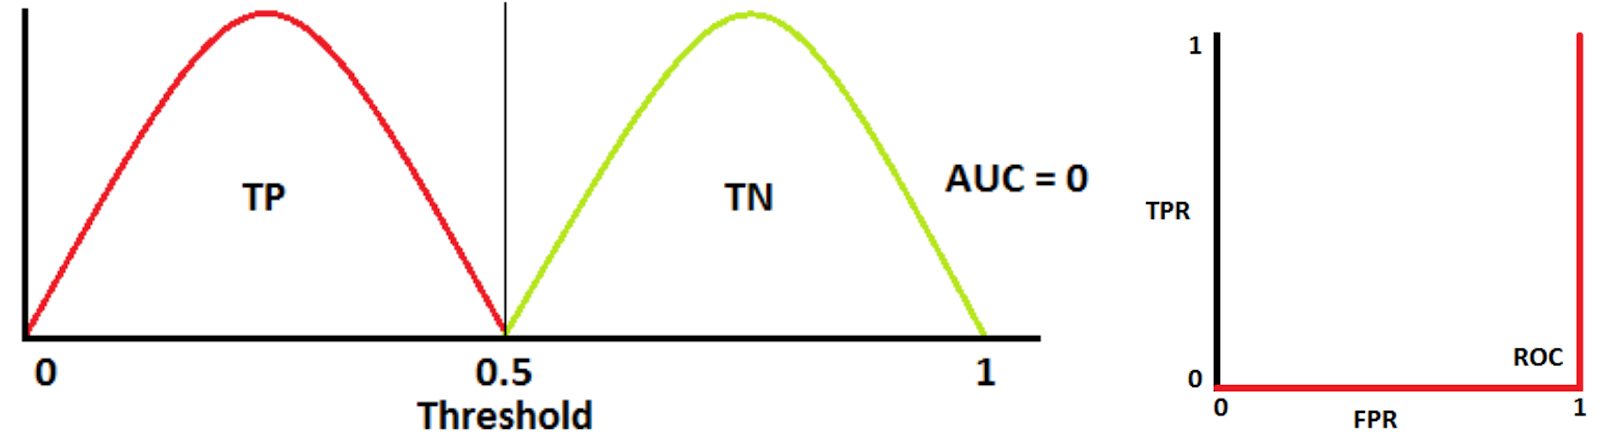 TP
TN
AUC = 0
0
0.5
1
Threshold
1
TPR
0
ROC
0
1
FPR